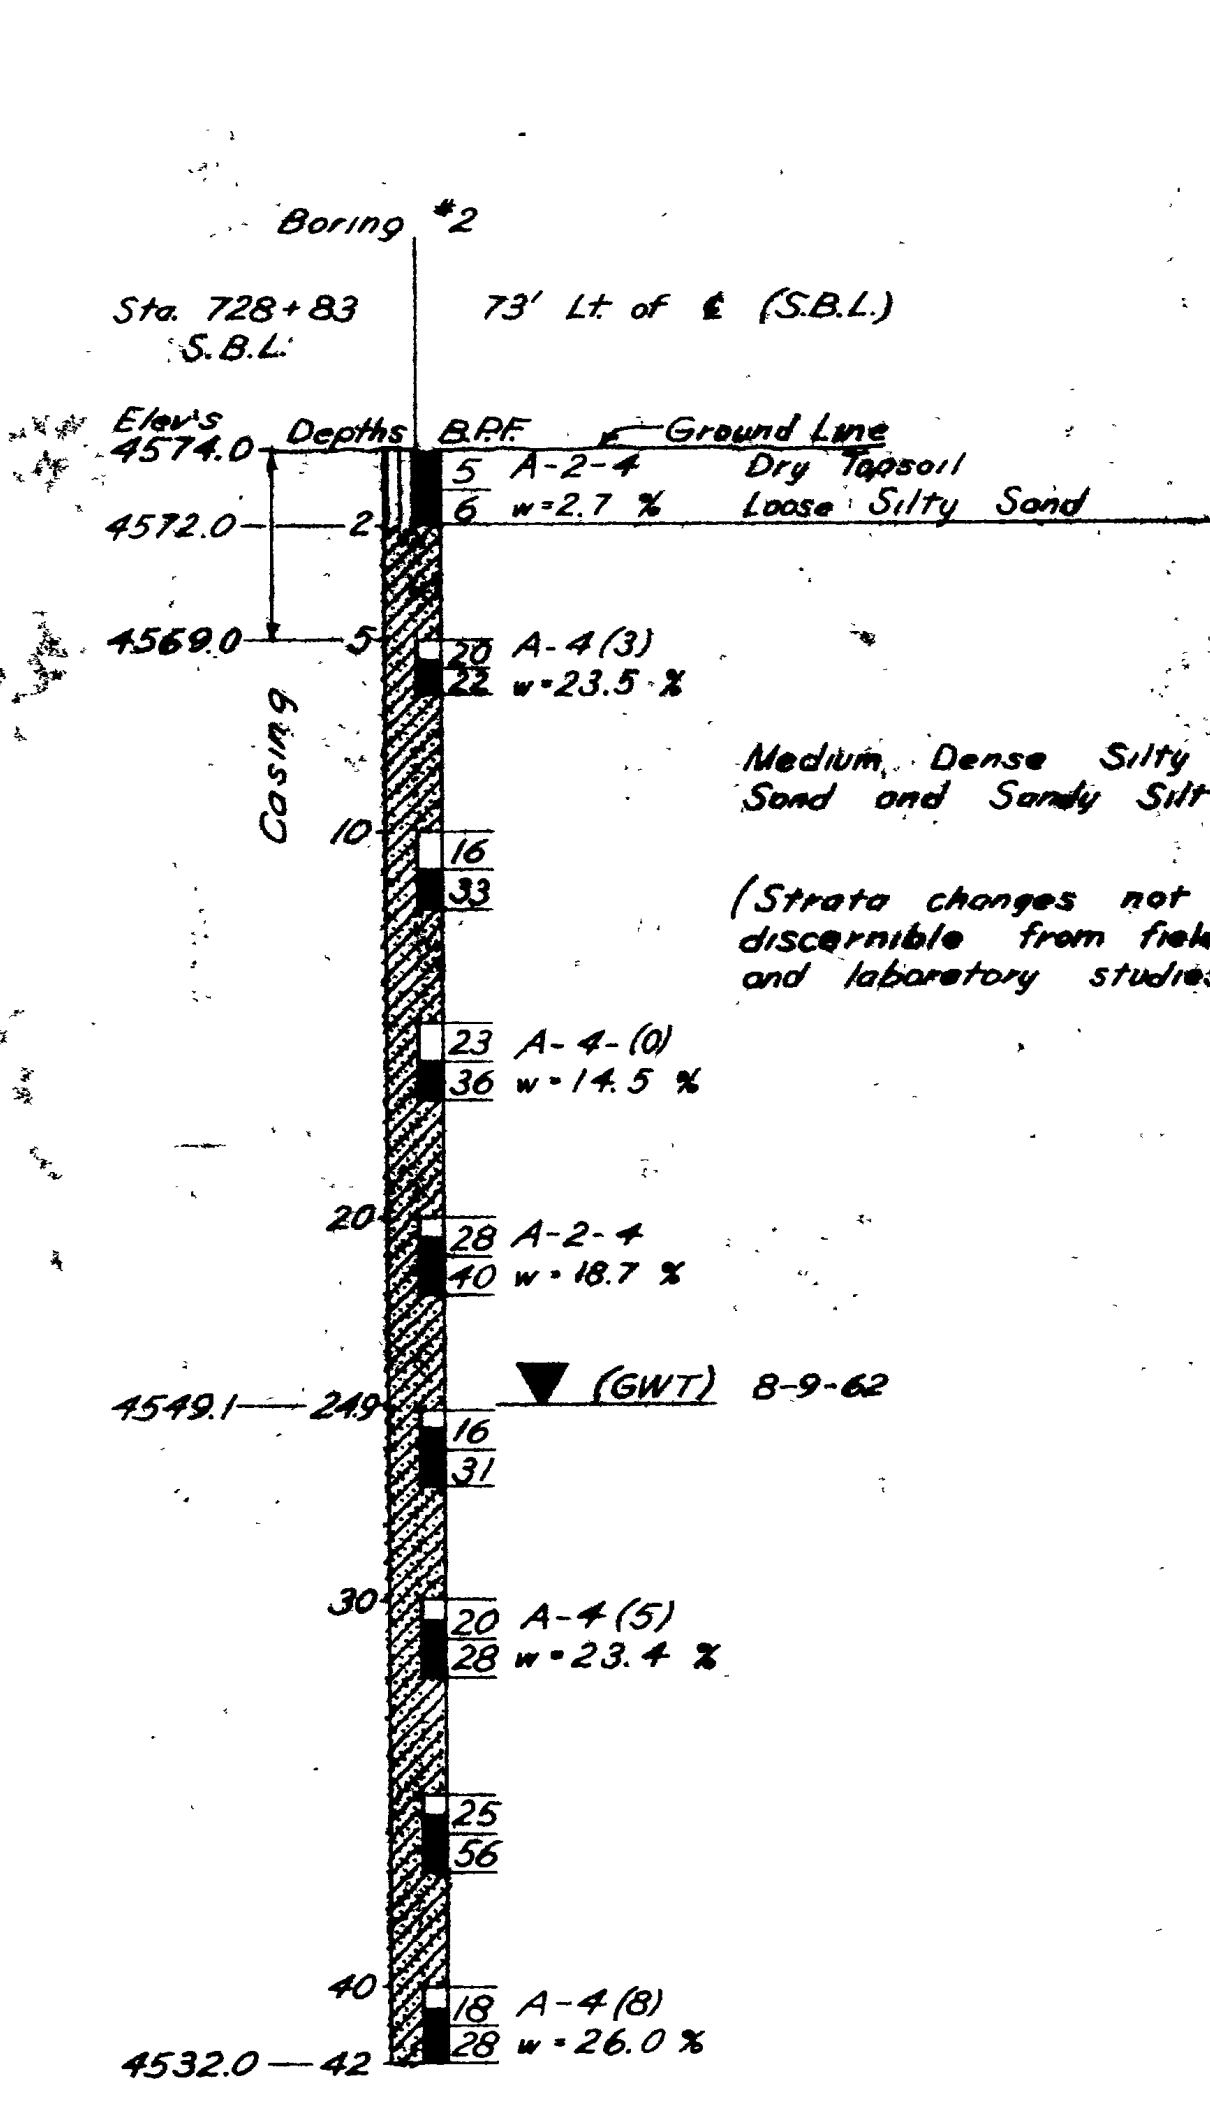 Boring #2
Sta. 728+83 73' Lt. of ℄ (S.B.L.)
S.B.L.
Elev's Depths B.P.F. Ground Line
4574.0 5 A-2-4 Dry Topsoil
4572.0 2 6 w=2.7 % Loose Silty Sand
4569.0 5 20 A-4(3)
22 w=23.5 %
Casing
Medium Dense Silty
Sand and Sandy Silt
10 16
33
(Strata changes not
discernible from
and laboratory
23 A-4-(0)
36 w=14.5 %
20 28 A-2-4
40 w=18.7 %
4549.1 24.9 (GWT) 8-9-62
16
31
30 20 A-4(5)
28 w=23.4 %
25
56
40 18 A-4(8)
4532.0 42 28 w=26.0 %